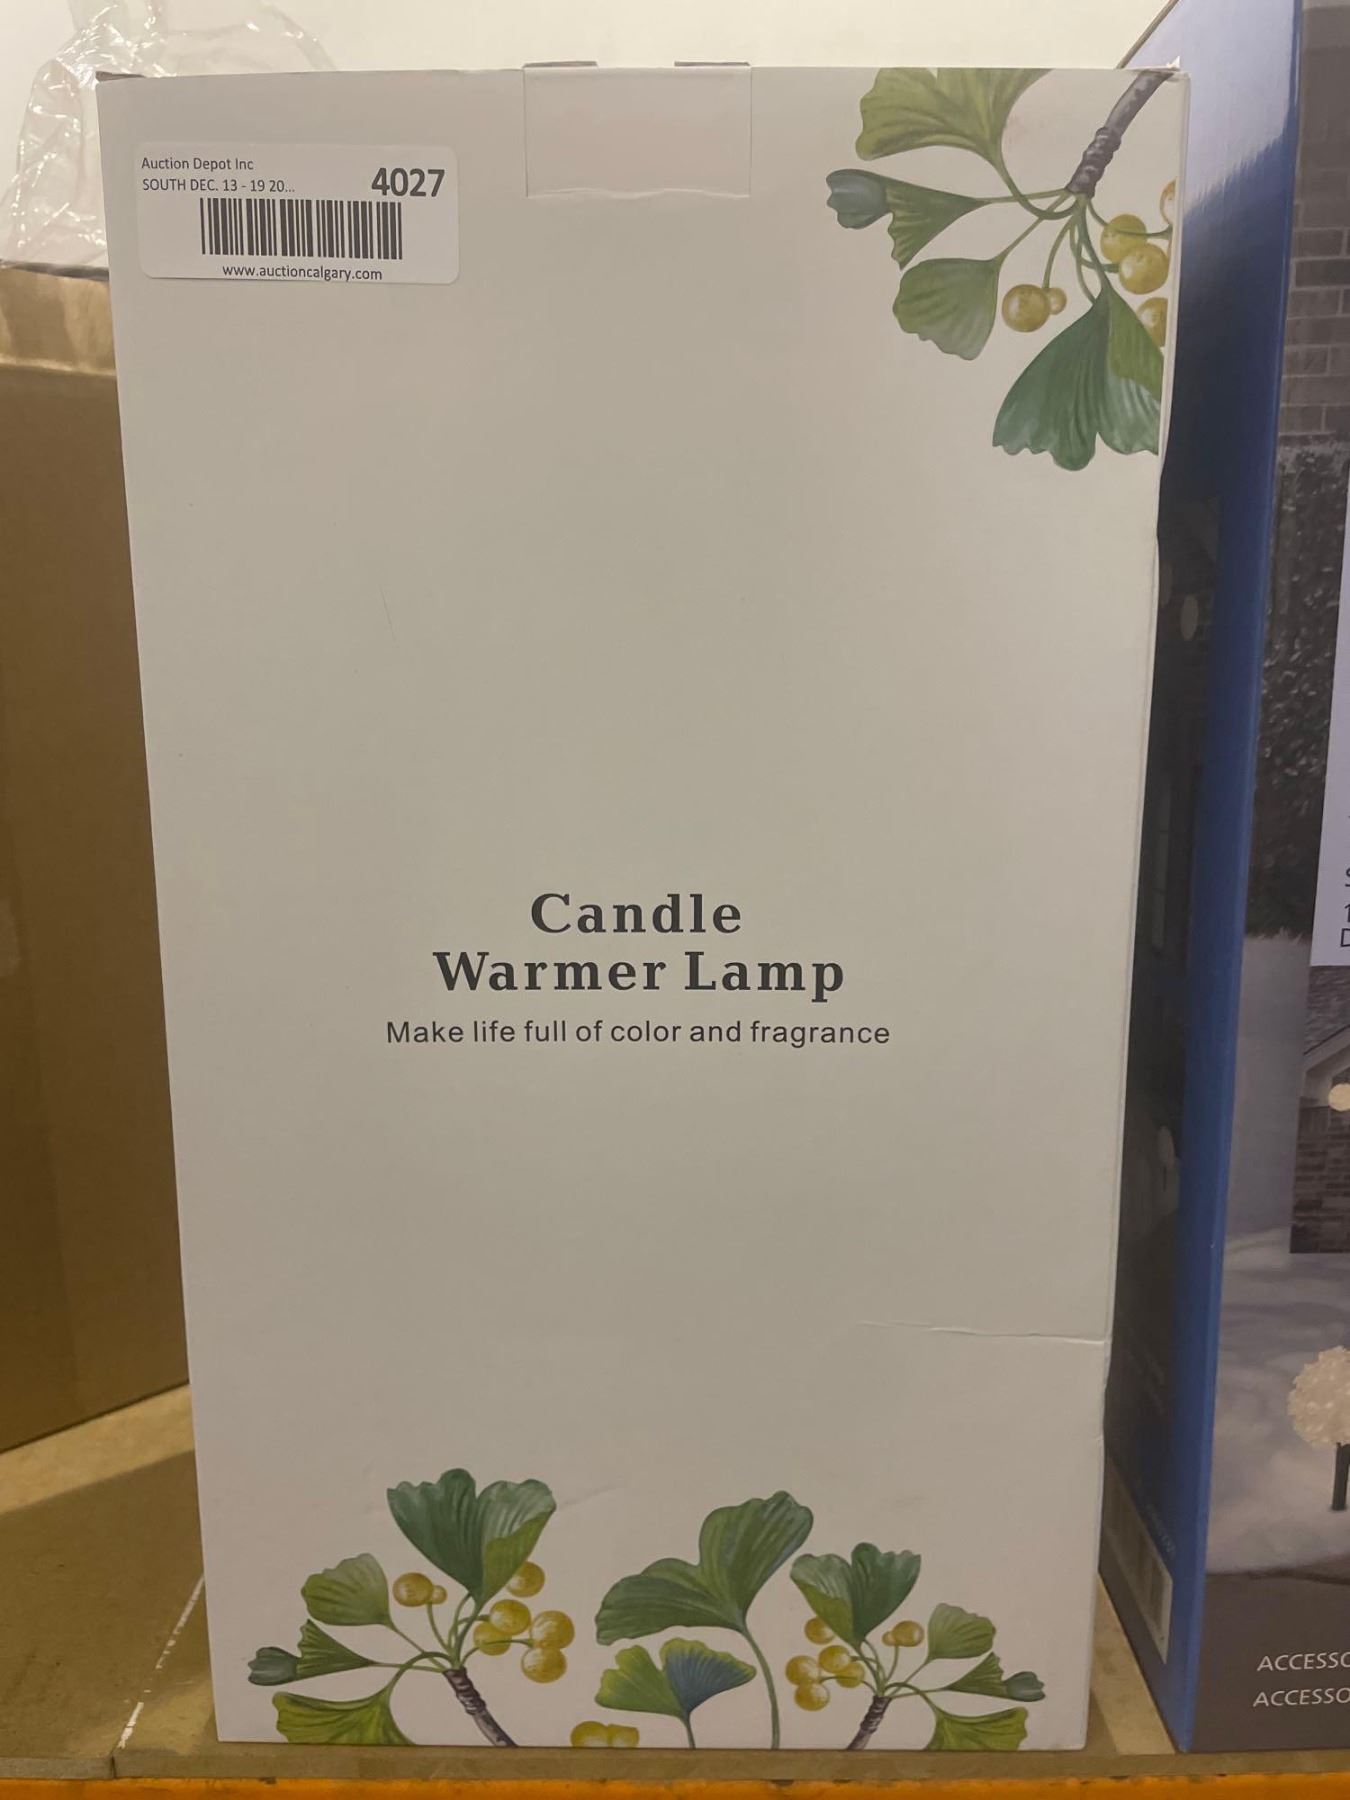 Auction Depot Inc
SOUTH DEC. 13 - 19 20...
4027
www.auctioncalgary.com
Candle
Warmer Lamp
Make life full of color and fragrance